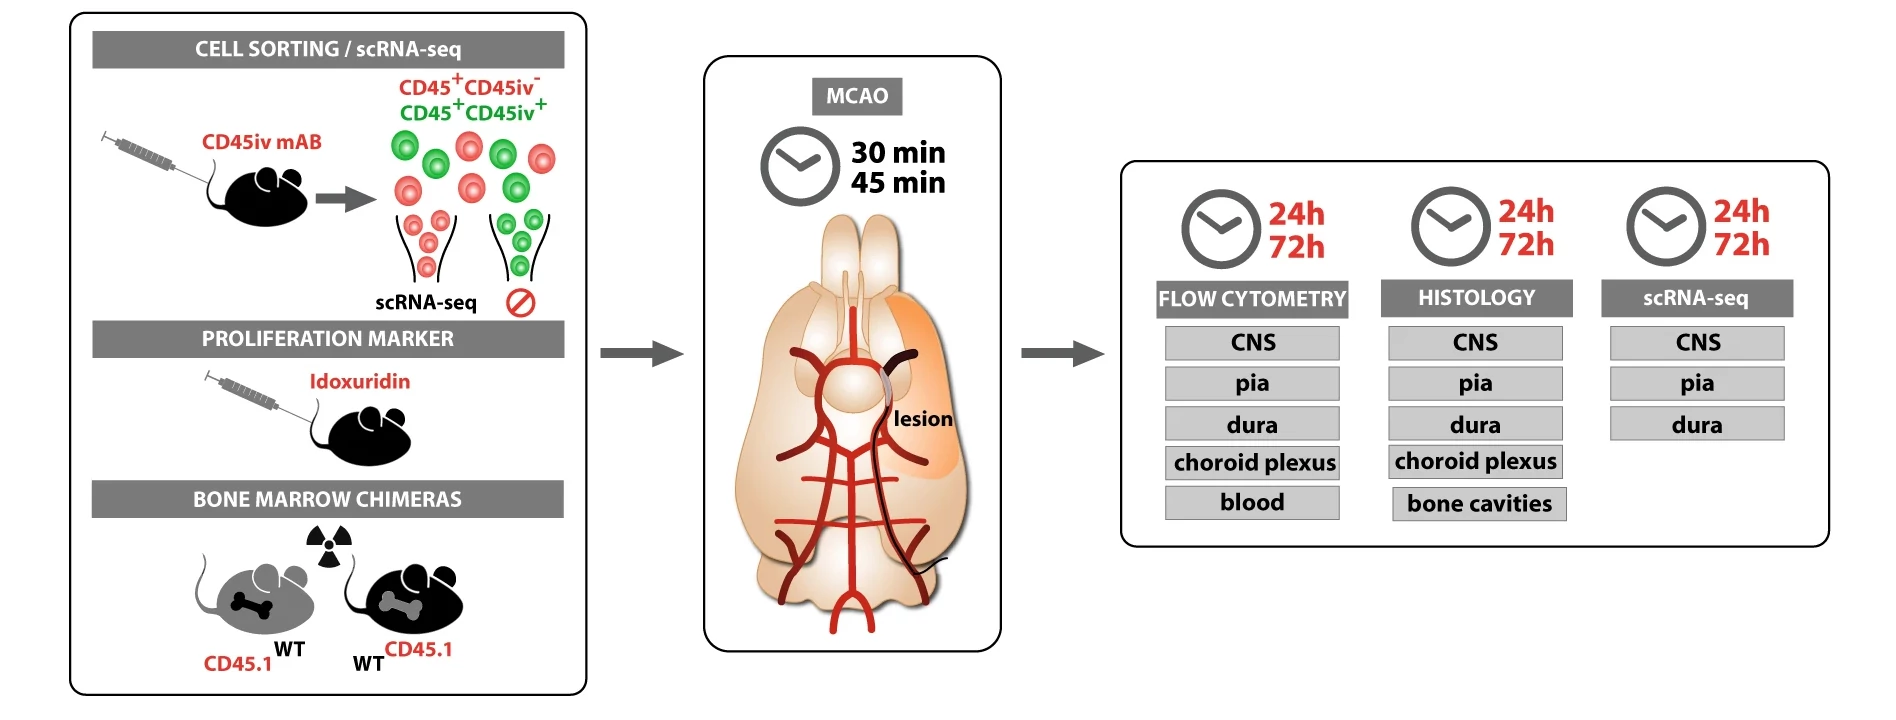 CELL SORTING / scRNA-seq
CD45+CD45iv-
CD45+CD45iv+
CD45iv mAB
scRNA-seq
PROLIFERATION MARKER
Idoxuridin
BONE MARROW CHIMERAS
WT
CD45.1
CD45.1
WT
MCAO
30 min
45 min
lesion
24h
72h
FLOW CYTOMETRY
CNS
pia
dura
choroid plexus
blood
24h
72h
HISTOLOGY
CNS
pia
dura
choroid plexus
bone cavities
24h
72h
scRNA-seq
CNS
pia
dura